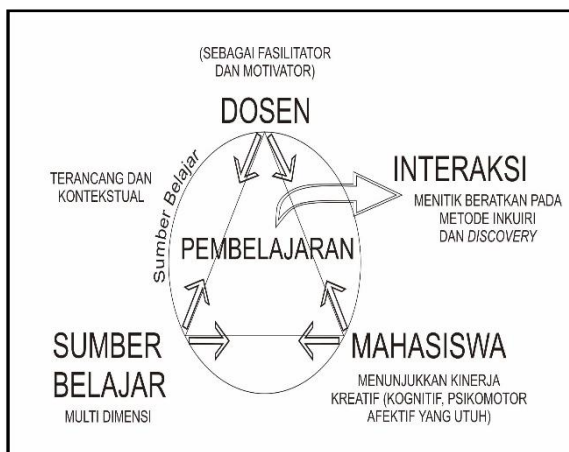 (SEBAGAI FASILITATOR
DAN MOTIVATOR)
DOSEN
Sumber Belajar
TERANCANG DAN
KONTEKSTUAL
INTERAKSI
MENITIK BERATKAN PADA
METODE INKUIRI
DAN DISCOVERY
PEMBELAJARAN
SUMBER
BELAJAR
MULTI DIMENSI
MAHASISWA
MENUNJUKKAN KINERJA
KREATIF (KOGNITIF, PSIKOMOTOR
AFEKTIF YANG UTUH)